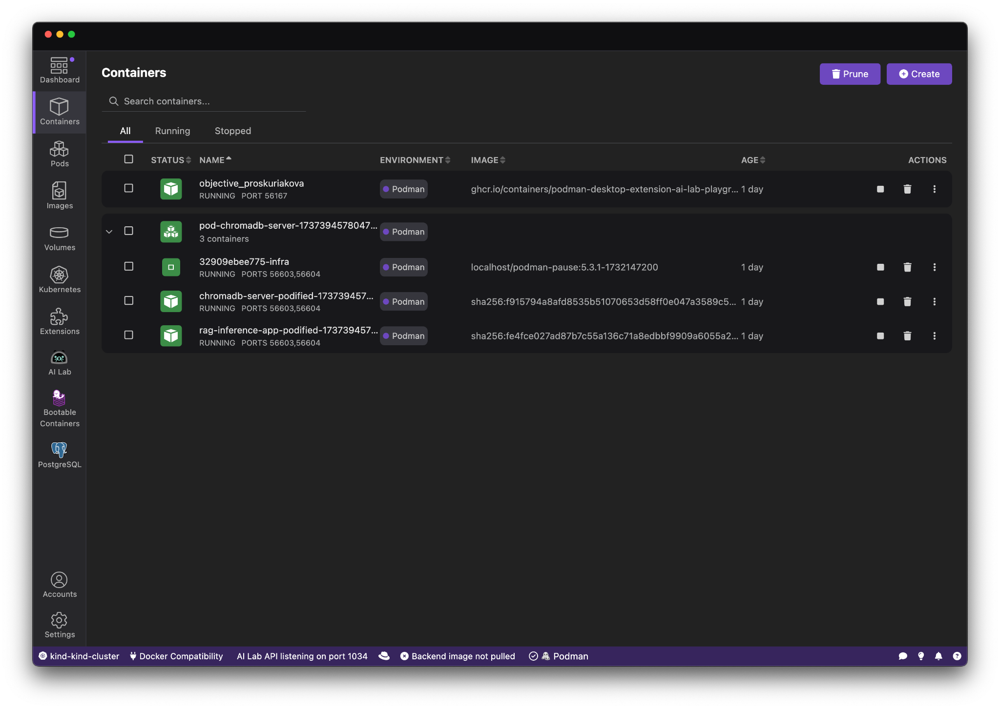 Dashboard
Containers
Pods
Images
Volumes
Kubernetes
Extensions
AI Lab
Bootable
Containers
PostgreSQL
Accounts
Settings
Containers
Prune
Create
Search containers...
All Running Stopped
STATUS NAME ENVIRONMENT IMAGE AGE ACTIONS
objective_proskuriakova
RUNNING PORT 56167
Podman
ghcr.io/containers/podman-desktop-extension-ai-lab-playgr...
1 day
pod-chromadb-server-1737394578047...
3 containers
Podman
32909ebee775-infra
RUNNING PORTS 56603,56604
Podman
localhost/podman-pause:5.3.1-1732147200
1 day
chromadb-server-podified-173739457...
RUNNING PORTS 56603,56604
Podman
sha256:f915794a8afd8535b51070653d58ff0e047a3589c5...
1 day
rag-inference-app-podified-173739457...
RUNNING PORTS 56603,56604
Podman
sha256:fe4fce027ad87b7c55a136c71a8edbbf9909a6055a2...
1 day
kind-kind-cluster Docker Compatibility AI Lab API listening on port 1034 Backend image not pulled Podman